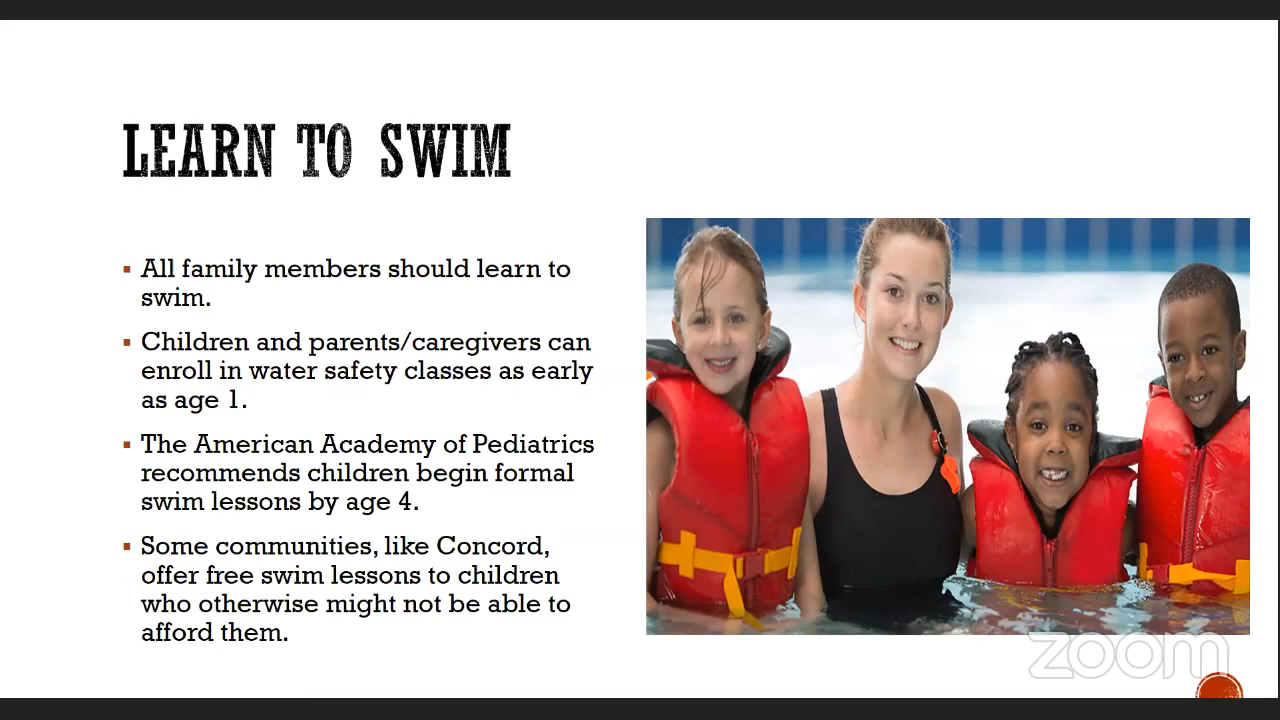 LEARN TO SWIM
▪ All family members should learn to
swim.
▪ Children and parents/caregivers can
enroll in water safety classes as early
as age 1.
▪ The American Academy of Pediatrics
recommends children begin formal
swim lessons by age 4.
▪ Some communities, like Concord,
offer free swim lessons to children
who otherwise might not be able to
afford them.
zoom